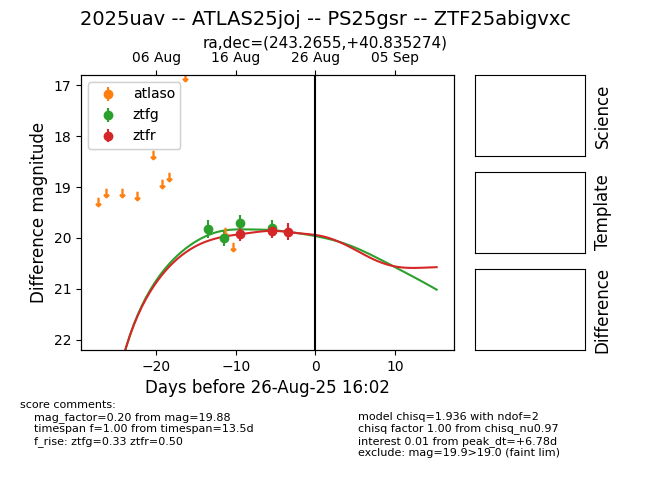 2025uav -- ATLAS25joj -- PS25gsr -- ZTF25abigvxc
ra,dec=(243.2655,+40.835274)
06 Aug 16 Aug 26 Aug 05 Sep
17
18
19
20
21
22
Difference magnitude
atlaso
ztfg
ztfr
−20 −10 0 10
Days before 26-Aug-25 16:02
Science
Template
Difference
score comments:
mag_factor=0.20 from mag=19.88
timespan f=1.00 from timespan=13.5d
f_rise: ztfg=0.33 ztfr=0.50
model chisq=1.936 with ndof=2
chisq factor 1.00 from chisq_nu0.97
interest 0.01 from peak_dt=+6.78d
exclude: mag=19.9>19.0 (faint lim)